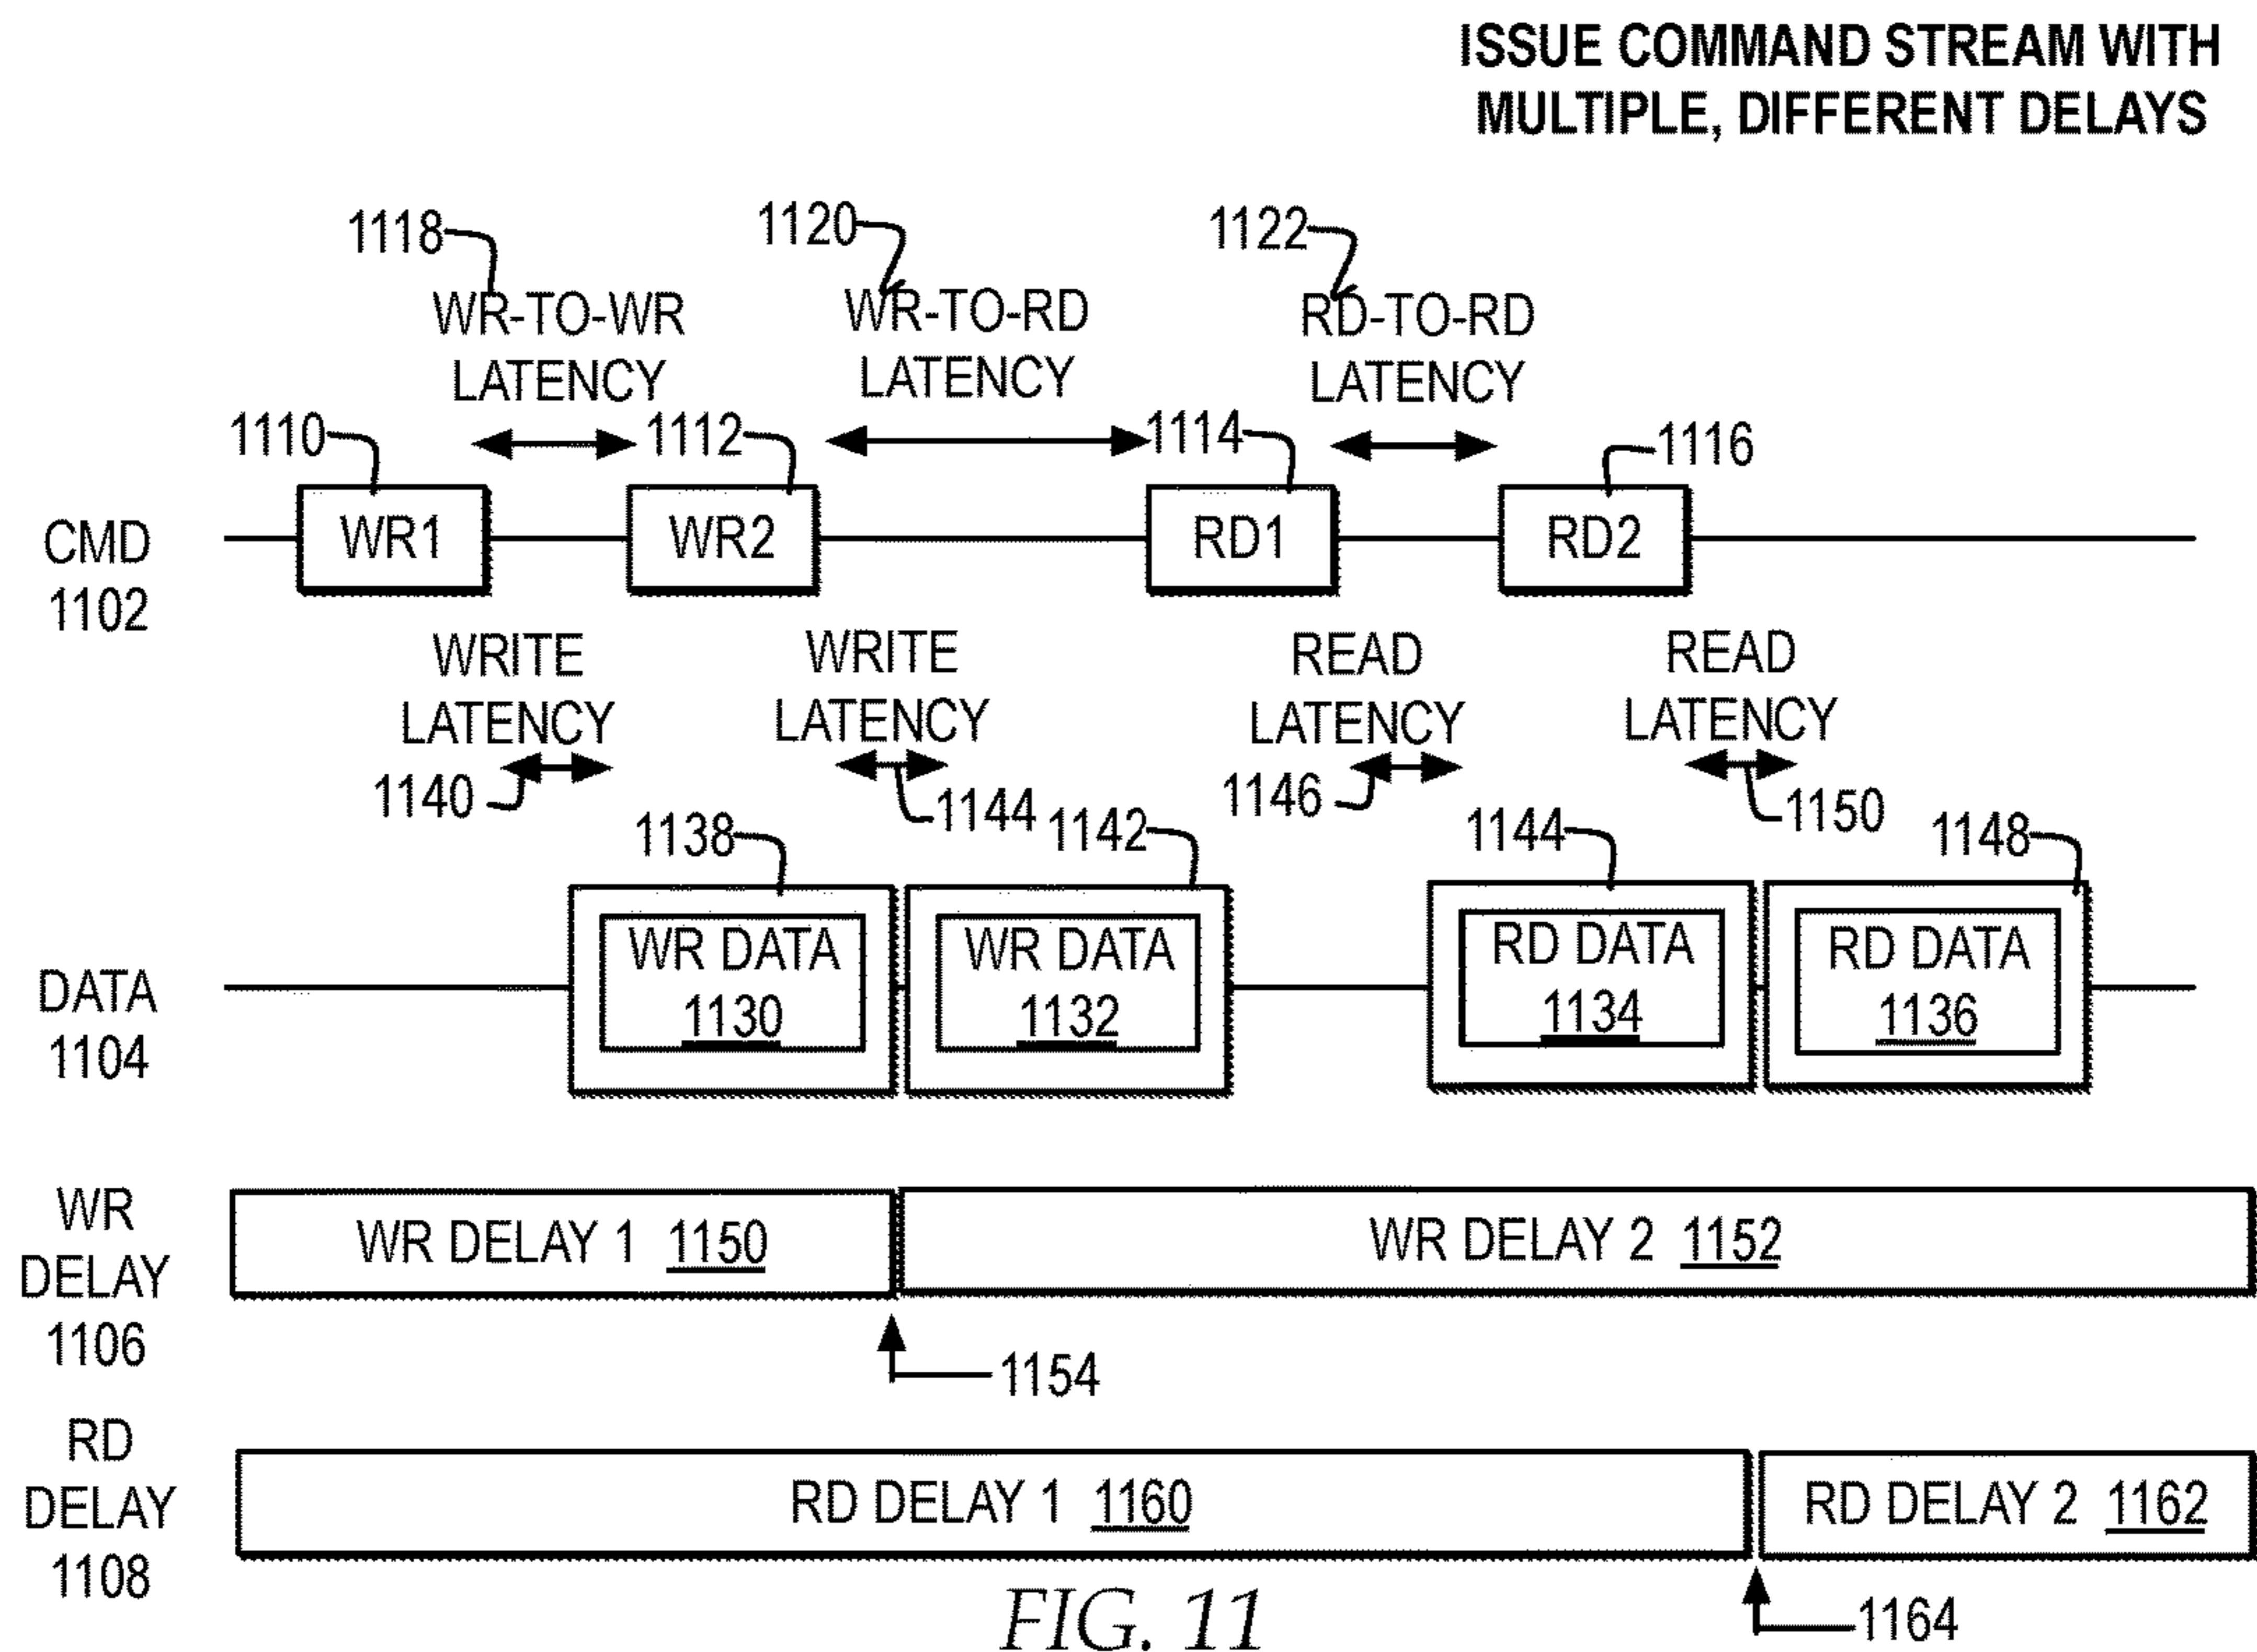 ISSUE COMMAND STREAM WITH
MULTIPLE, DIFFERENT DELAYS
1118
1120
1122
WR-TO-WR
LATENCY
WR-TO-RD
LATENCY
RD-TO-RD
LATENCY
1110
1112
1114
1116
CMD
1102
WR1
WR2
RD1
RD2
WRITE
LATENCY
WRITE
LATENCY
READ
LATENCY
READ
LATENCY
1140
1144
1146
1150
1138
1142
1144
1148
DATA
1104
WR DATA
1130
WR DATA
1132
RD DATA
1134
RD DATA
1136
WR
DELAY
1106
WR DELAY 1 1150
WR DELAY 2 1152
1154
RD
DELAY
1108
RD DELAY 1 1160
RD DELAY 2 1162
1164
FIG. 11